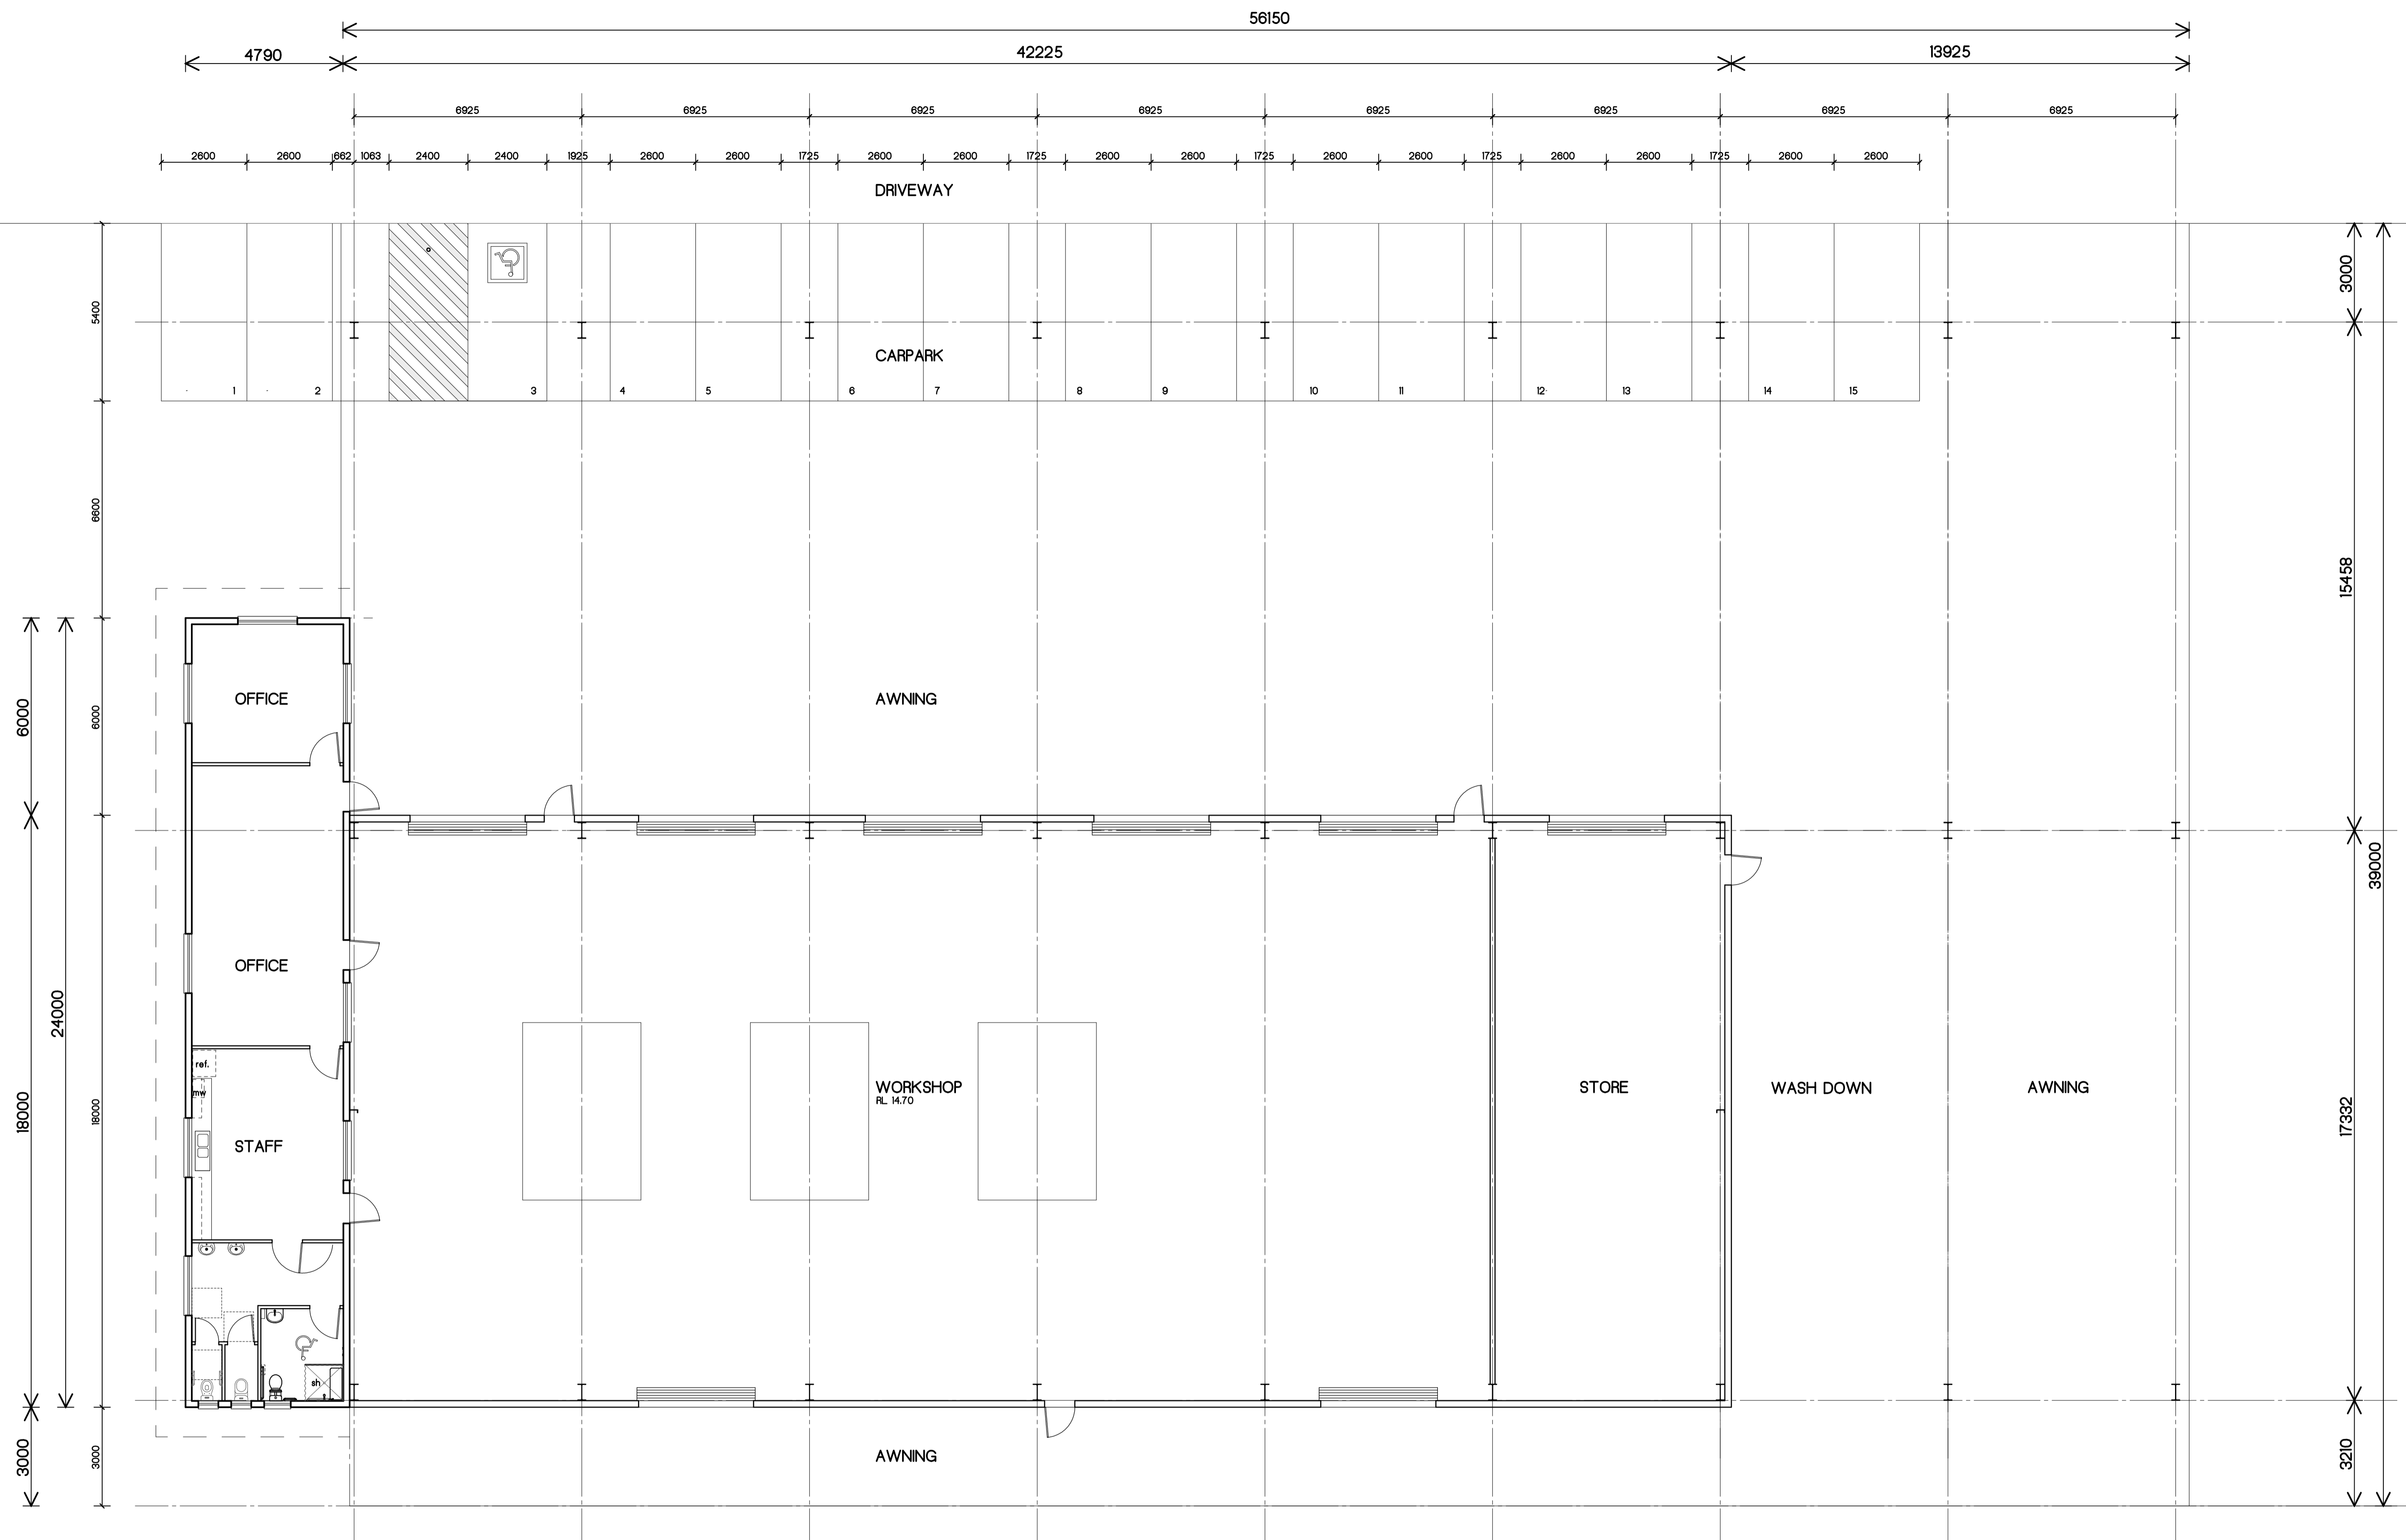 56150
4790 42225 13925
6925 6925 6925 6925 6925 6925 6925 6925
2600 2600 662 1063 2400 2400 1925 2600 2600 1725 2600 2600 1725 2600 2600 1725 2600 2600 1725 2600 2600 1725 2600 2600
DRIVEWAY
3000
5400
CARPARK
1 2 3 4 5 6 7 8 9 10 11 12 13 14 15
6600
15458
OFFICE
AWNING
6000
6000
39000
OFFICE
24000
ref.
mw
WORKSHOP
RL 14.70
STORE
WASH DOWN
AWNING
18000
18000
17332
STAFF
sh
AWNING
3000
3000
3210